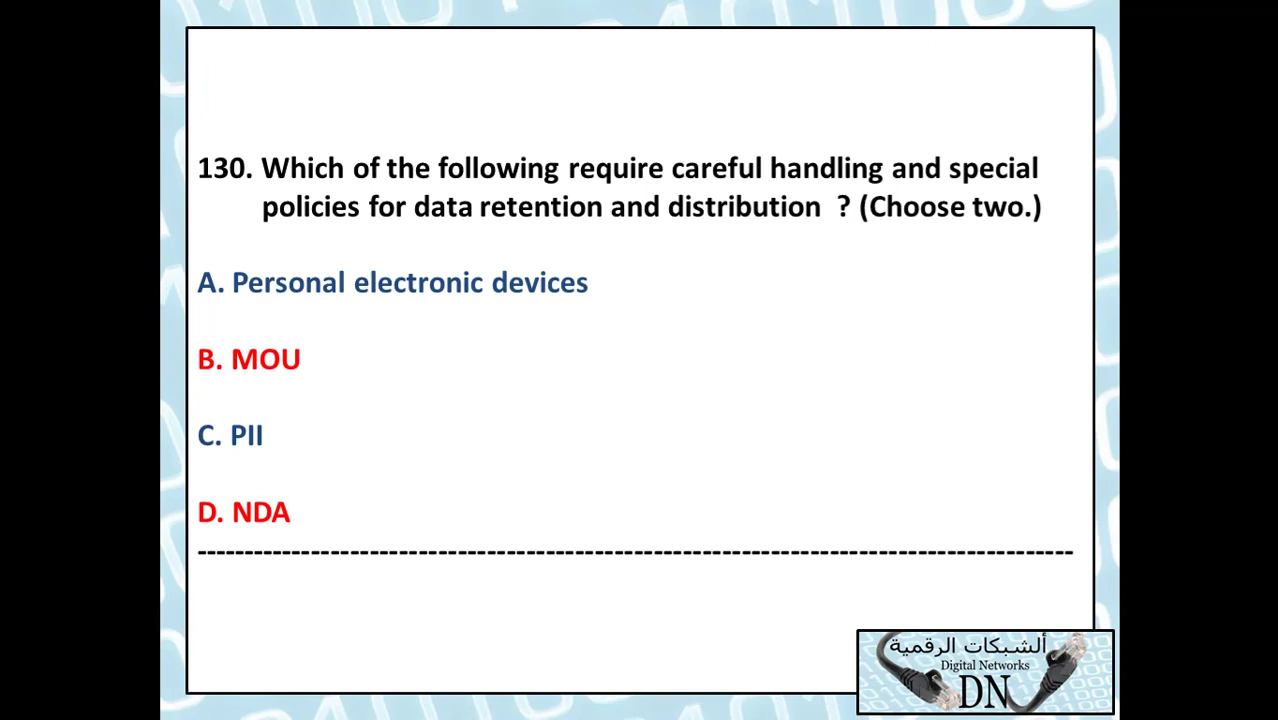 130. Which of the following require careful handling and special
policies for data retention and distribution ? (Choose two.)
A. Personal electronic devices
B. MOU
C. PII
D. NDA
-----------------------------------------------------------------------------------------
ألشبكات الرقمية
Digital Networks
DN